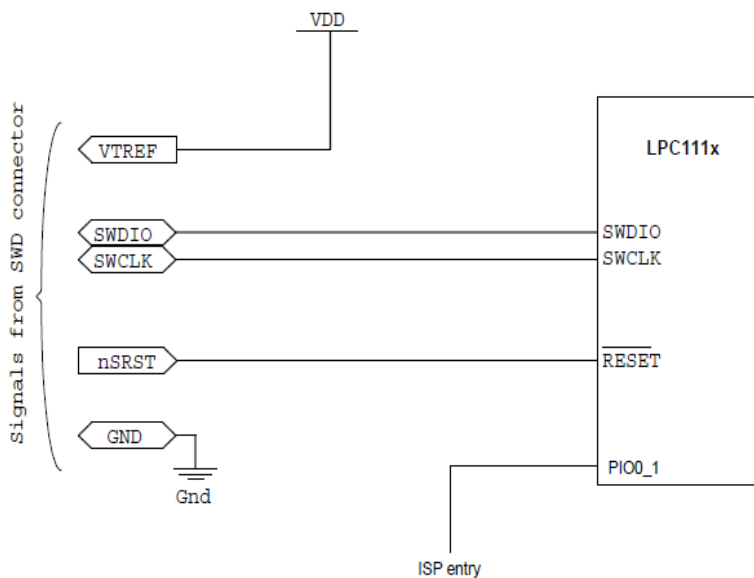 VDD
Signals from SWD connector
VTREF
LPC111x
SWDIO
SWDIO
SWCLK
SWCLK
nSRST
RESET
GND
Gnd
PIO0_1
ISP entry